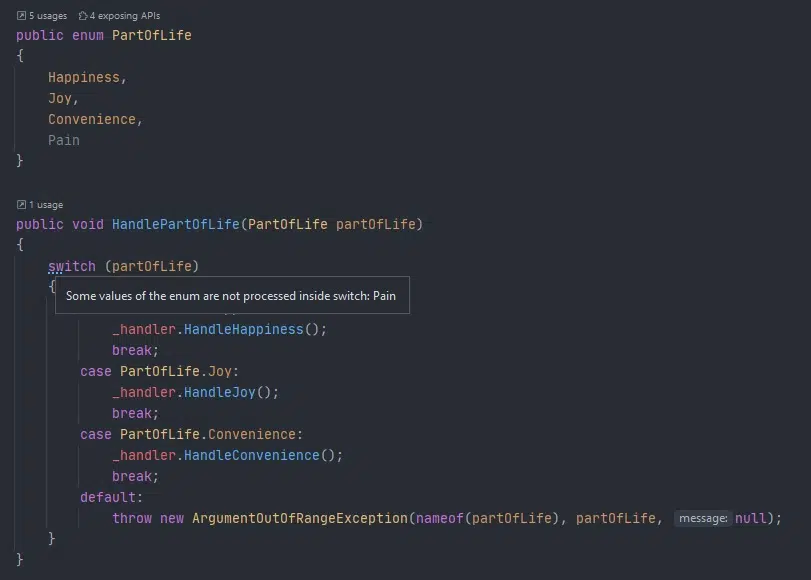 5 usages 4 exposing APIs
public enum PartOfLife
{
Happiness,
Joy,
Convenience,
Pain
}
1 usage
public void HandlePartOfLife(PartOfLife partOfLife)
{
switch (partOfLife)
{
Some values of the enum are not processed inside switch: Pain
_handler.HandleHappiness();
break;
case PartOfLife.Joy:
_handler.HandleJoy();
break;
case PartOfLife.Convenience:
_handler.HandleConvenience();
break;
default:
throw new ArgumentOutOfRangeException(nameof(partOfLife), partOfLife, message: null);
}
}